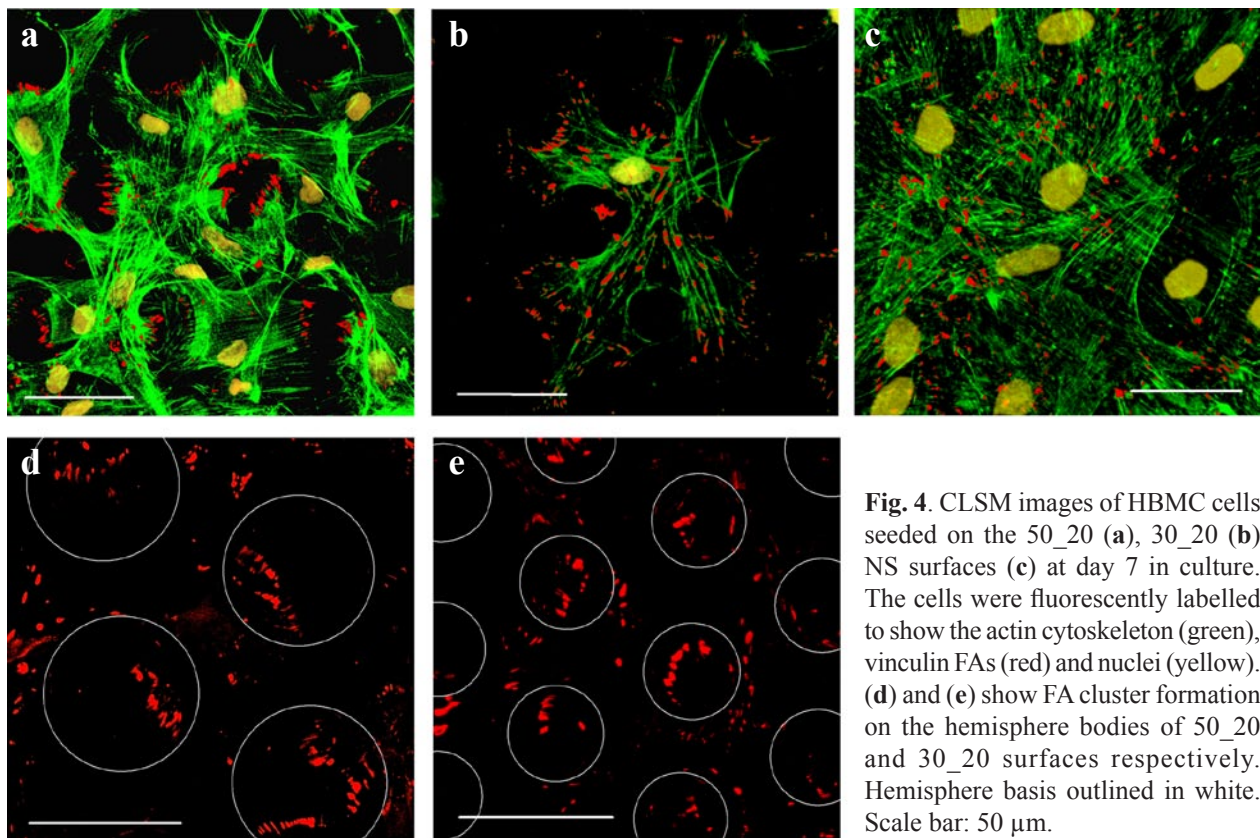 a
b
c
d
e
Fig. 4. CLSM images of HBMC cells
seeded on the 50_20 (a), 30_20 (b)
NS surfaces (c) at day 7 in culture.
The cells were fluorescently labelled
to show the actin cytoskeleton (green),
vinculin FAs (red) and nuclei (yellow).
(d) and (e) show FA cluster formation
on the hemisphere bodies of 50_20
and 30_20 surfaces respectively.
Hemisphere basis outlined in white.
Scale bar: 50 µm.